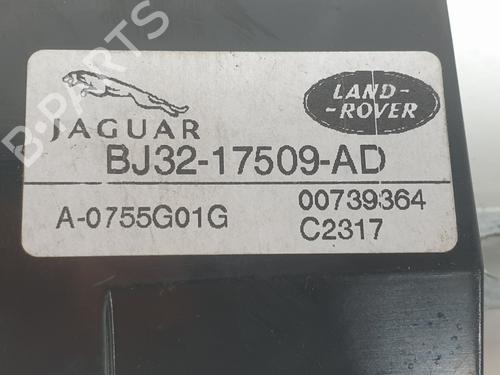 B-PARTS
JAGUAR
LAND-
-ROVER
BJ32-17509-AD
A-0755G01G
00739364
C2317